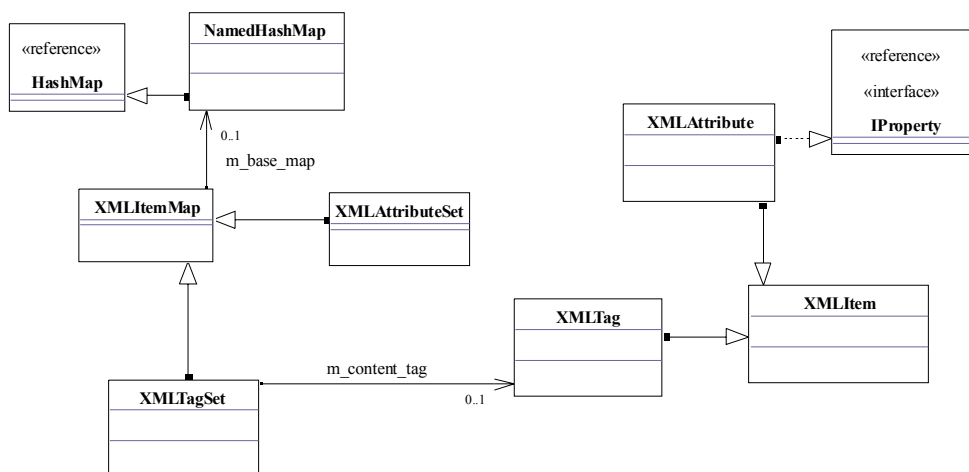 NamedHashMap
«reference»
HashMap
0..1
m_base_map
XMLItemMap
XMLAttributeSet
XMLTagSet
m_content_tag
0..1
XMLTag
XMLItem
XMLAttribute
«reference»
«interface»
IProperty